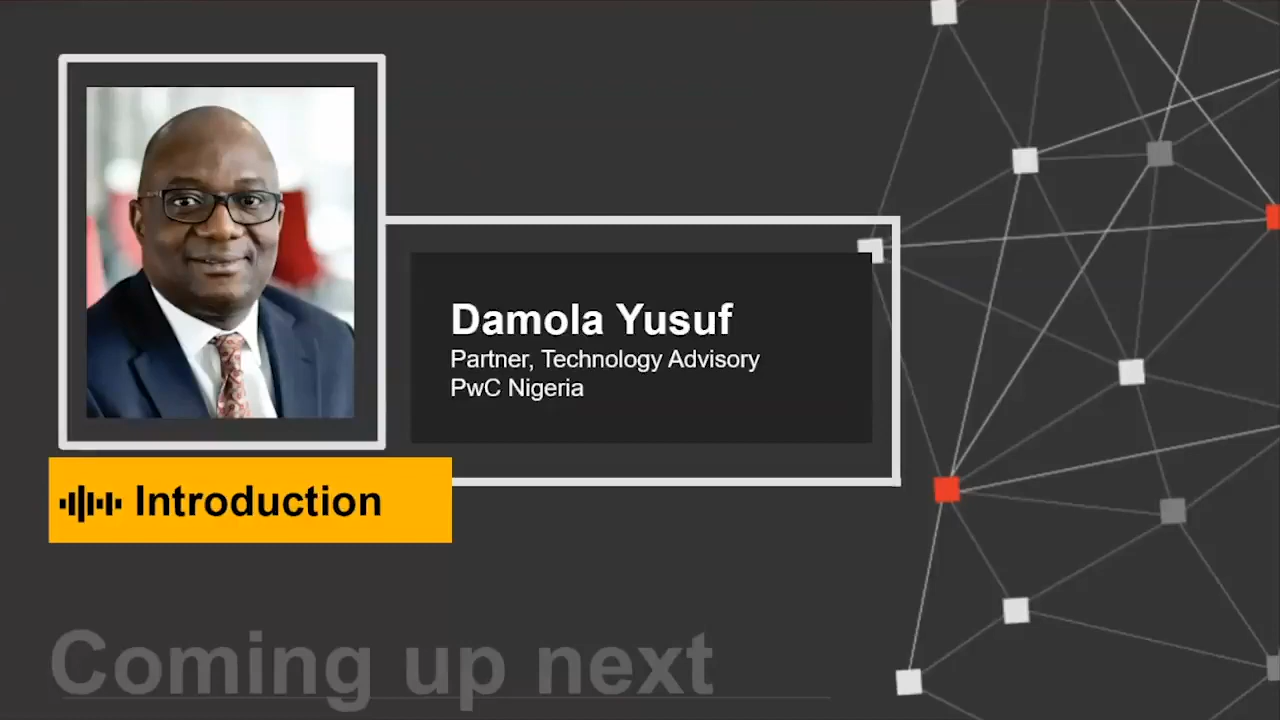 Damola Yusuf
Partner, Technology Advisory
PwC Nigeria
Introduction
Coming up next